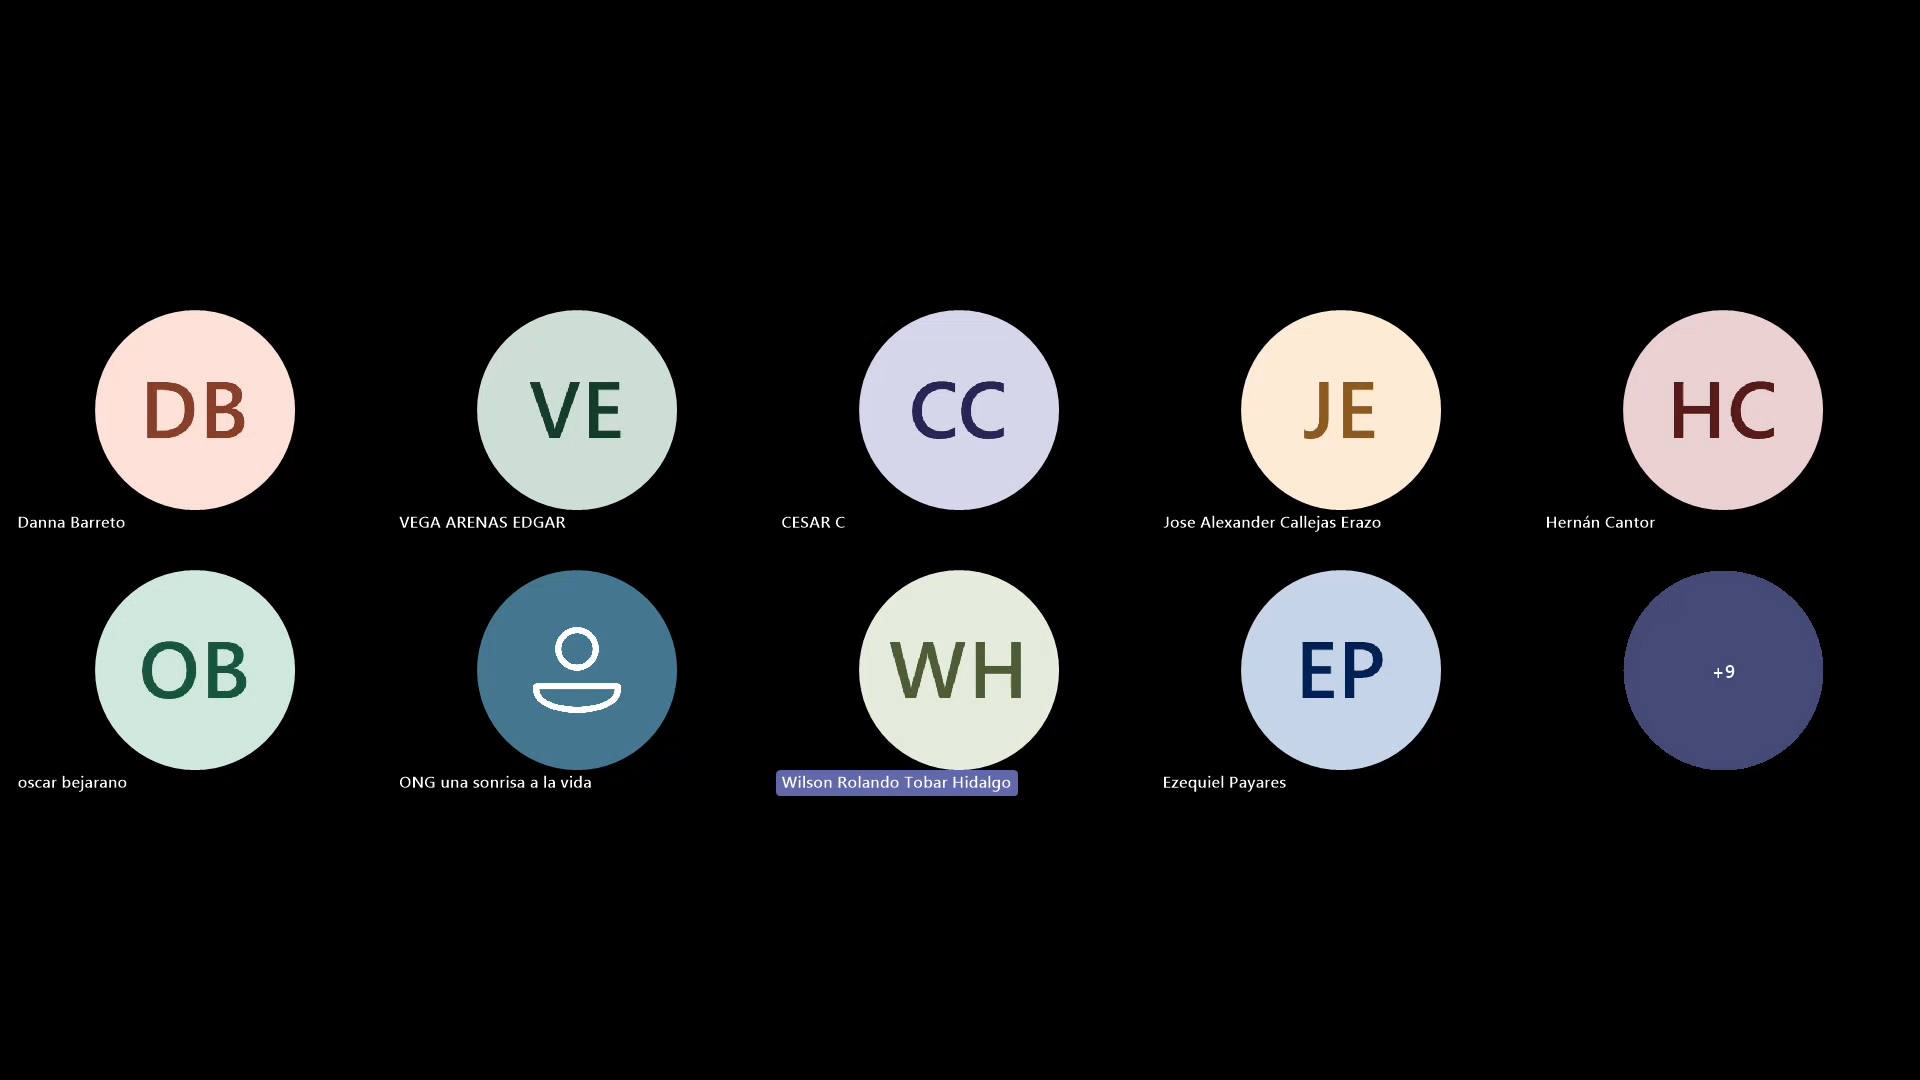 DB
VE
CC
JE
HC
Danna Barreto
VEGA ARENAS EDGAR
CESAR C
Jose Alexander Callejas Erazo
Hernán Cantor
OB
WH
EP
+9
oscar bejarano
ONG una sonrisa a la vida
Wilson Rolando Tobar Hidalgo
Ezequiel Payares